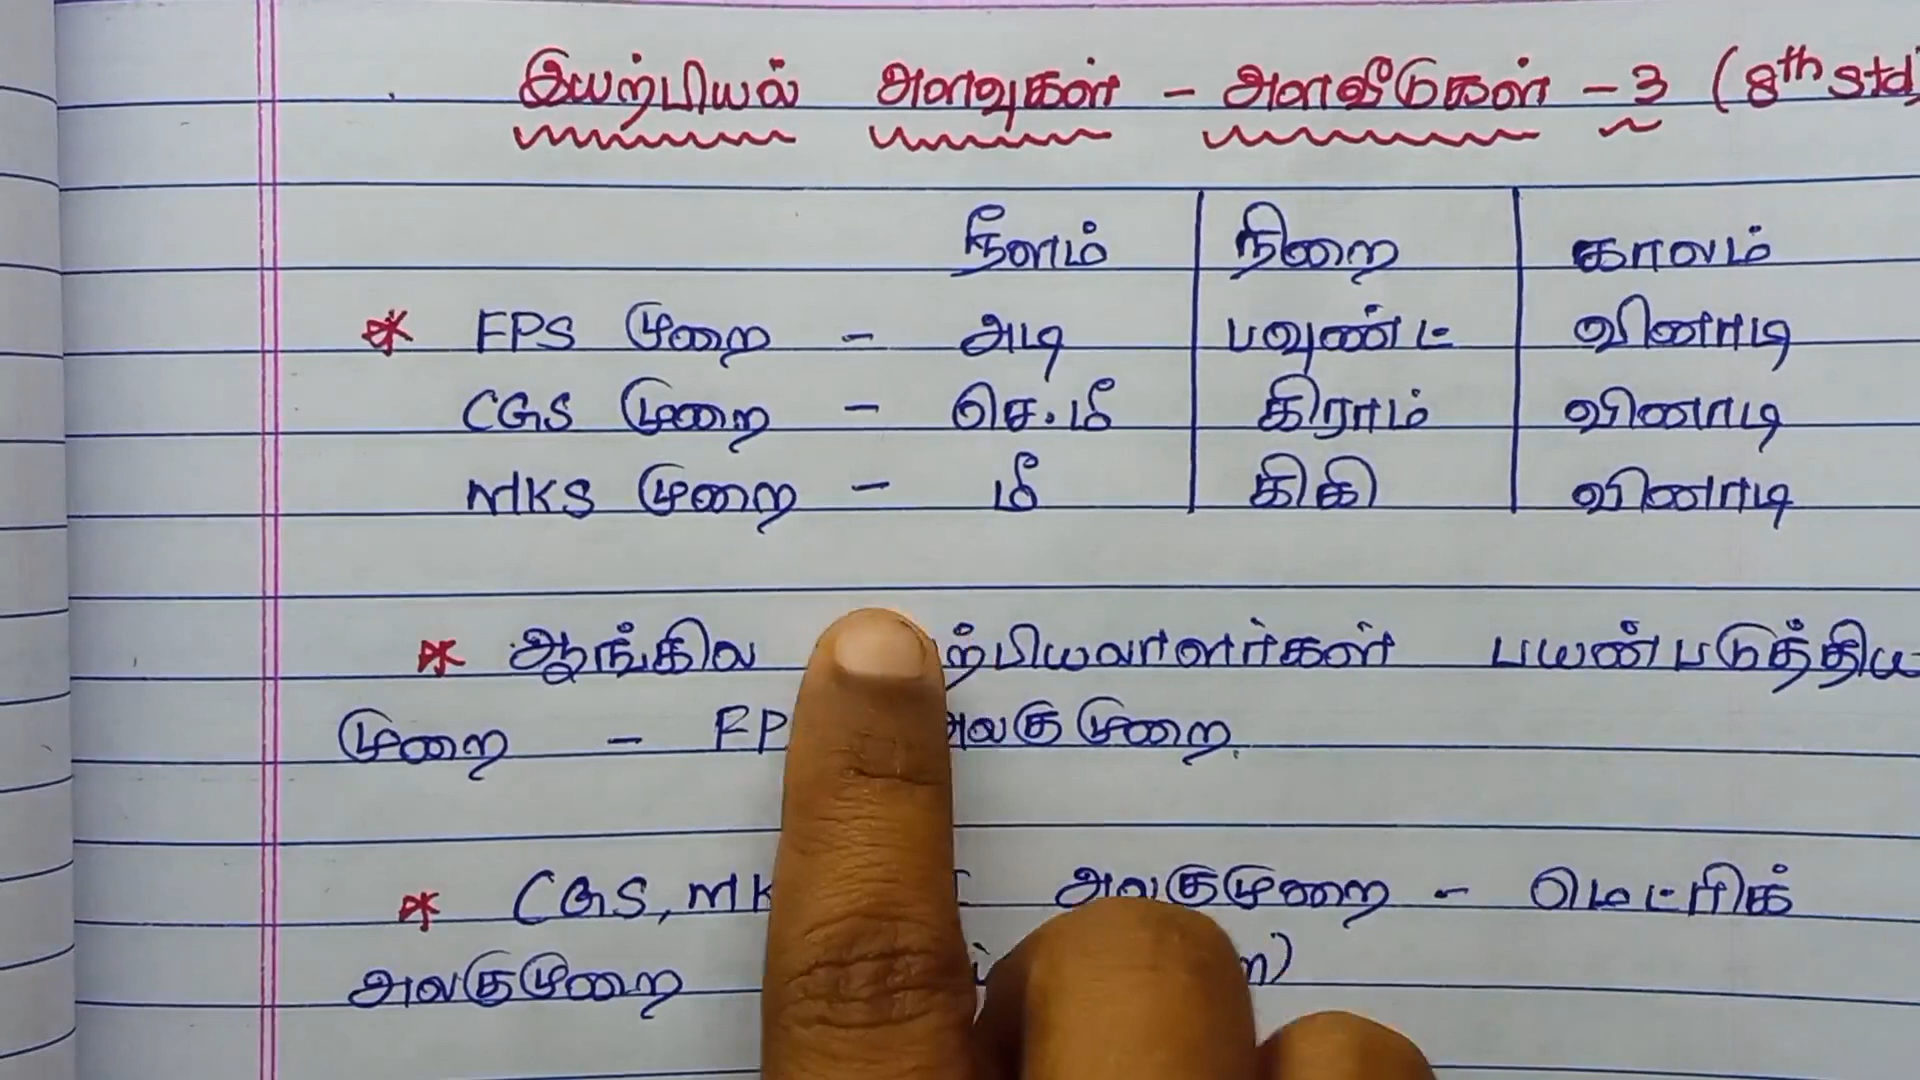 இயற்பியல் அளவுகள் - அளவீடுகள் - 3 (8th std)
நீளம் நிறை காலம்
* FPS முறை - அடி பவுண்ட் வினாடி
CGS முறை - செ.மீ கிராம் வினாடி
MKS முறை - மீ கிகி வினாடி
* ஆங்கில ற்பியலாளர்கள் பயன்படுத்திய
முறை - FP அலகு முறை.
* CGS, MK அலகுமுறை - மெட்ரிக்
அலகுமுறை